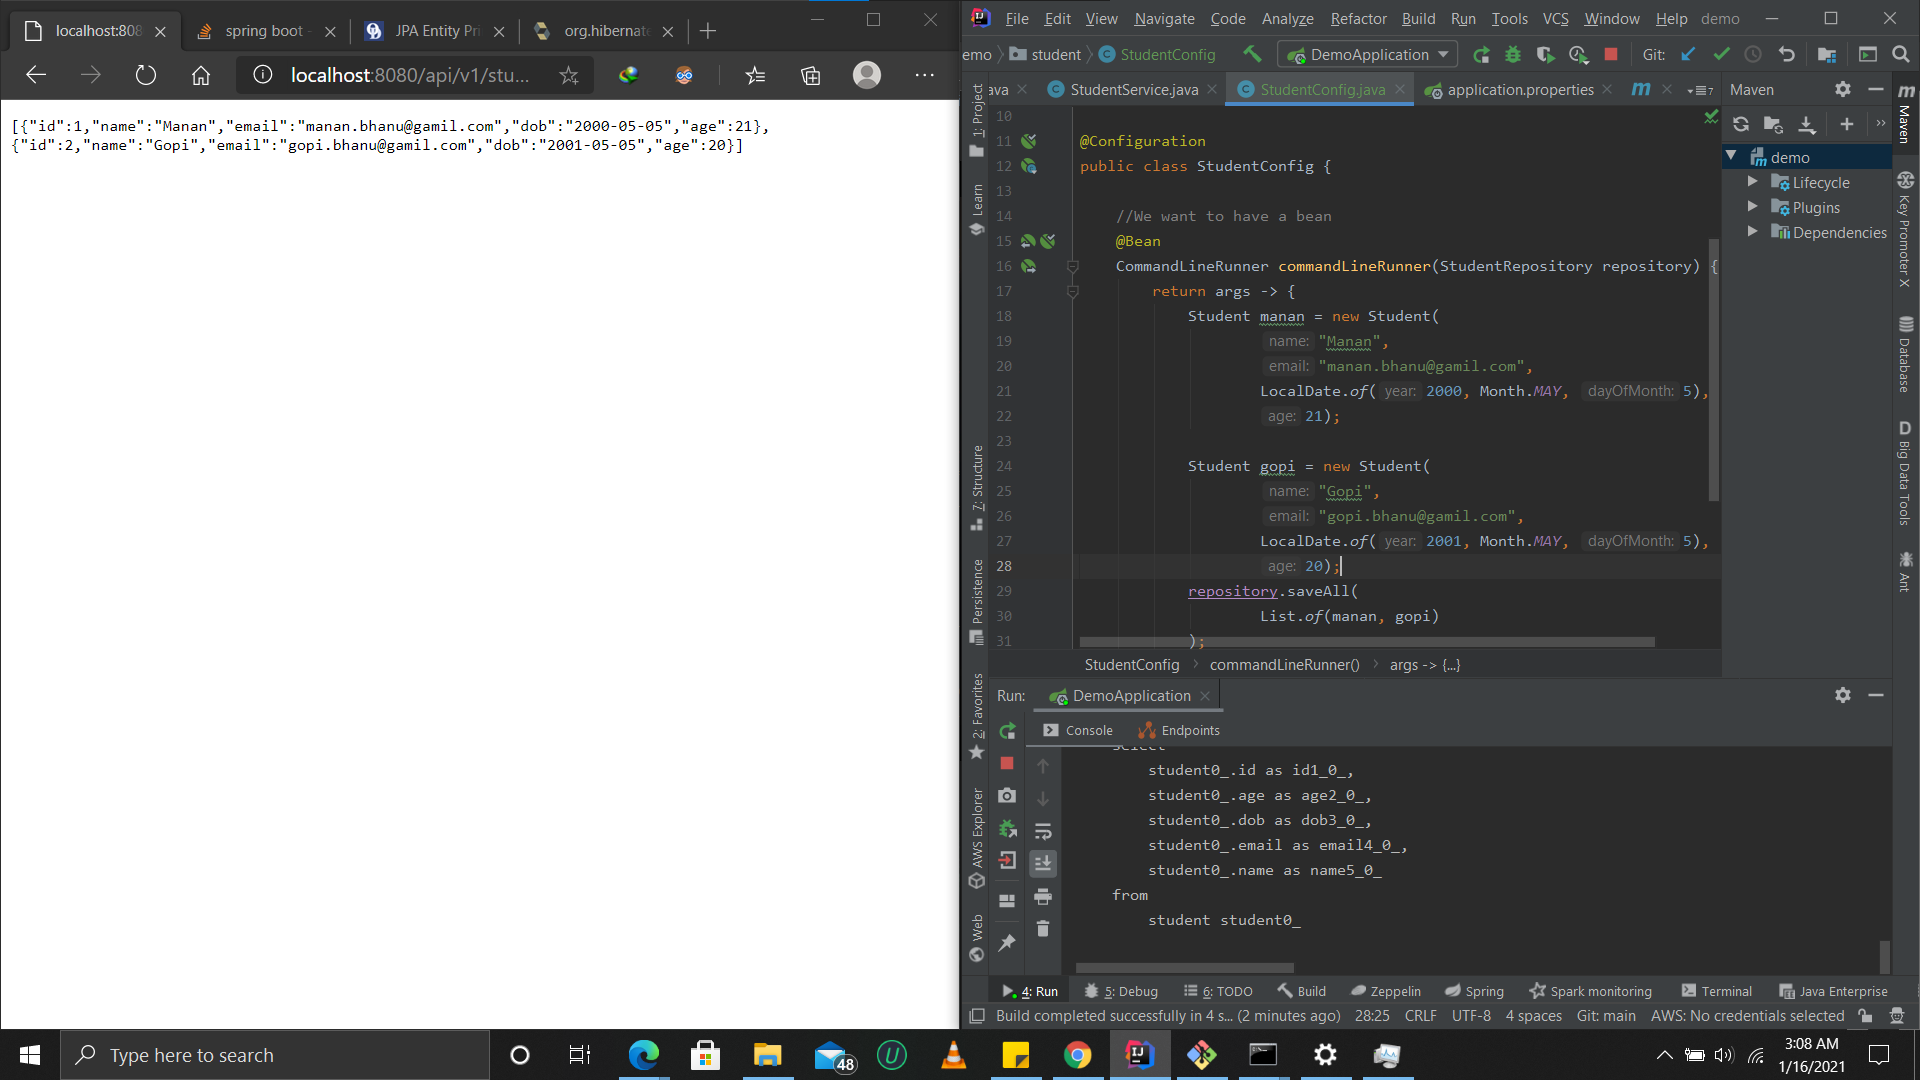 localhost:808
spring boot -
JPA Entity Pri
org.hibernate
localhost:8080/api/v1/stu...
[{"id":1,"name":"Manan","email":"manan.bhanu@gamil.com","dob":"2000-05-05","age":21},
{"id":2,"name":"Gopi","email":"gopi.bhanu@gamil.com","dob":"2001-05-05","age":20}]
File Edit View Navigate Code Analyze Refactor Build Run Tools VCS Window Help demo
emo student StudentConfig DemoApplication Git:
ava StudentService.java StudentConfig.java application.properties m 7 Maven
10
11 @Configuration
12 public class StudentConfig {
13
14 //We want to have a bean
15 @Bean
16 CommandLineRunner commandLineRunner(StudentRepository repository) {
17 return args -> {
18 Student manan = new Student(
19 name: "Manan",
20 email: "manan.bhanu@gamil.com",
21 LocalDate.of( year: 2000, Month.MAY, dayOfMonth: 5),
22 age: 21);
23
24 Student gopi = new Student(
25 name: "Gopi",
26 email: "gopi.bhanu@gamil.com",
27 LocalDate.of( year: 2001, Month.MAY, dayOfMonth: 5),
28 age: 20);
29 repository.saveAll(
30 List.of(manan, gopi)
31 );
StudentConfig commandLineRunner() args -> {...}
demo
Lifecycle
Plugins
Dependencies
1: Project
Learn
7: Structure
Persistence
2: Favorites
AWS Explorer
Web
m Maven
Key Promoter X
Database
D Big Data Tools
Ant
Run: DemoApplication
Console Endpoints
select
student0_.id as id1_0_,
student0_.age as age2_0_,
student0_.dob as dob3_0_,
student0_.email as email4_0_,
student0_.name as name5_0_
from
student student0_
4: Run 5: Debug 6: TODO Build Zeppelin Spring Spark monitoring Terminal Java Enterprise
Build completed successfully in 4 s... (2 minutes ago) 28:25 CRLF UTF-8 4 spaces Git: main AWS: No credentials selected
Type here to search
48
3:08 AM
1/16/2021